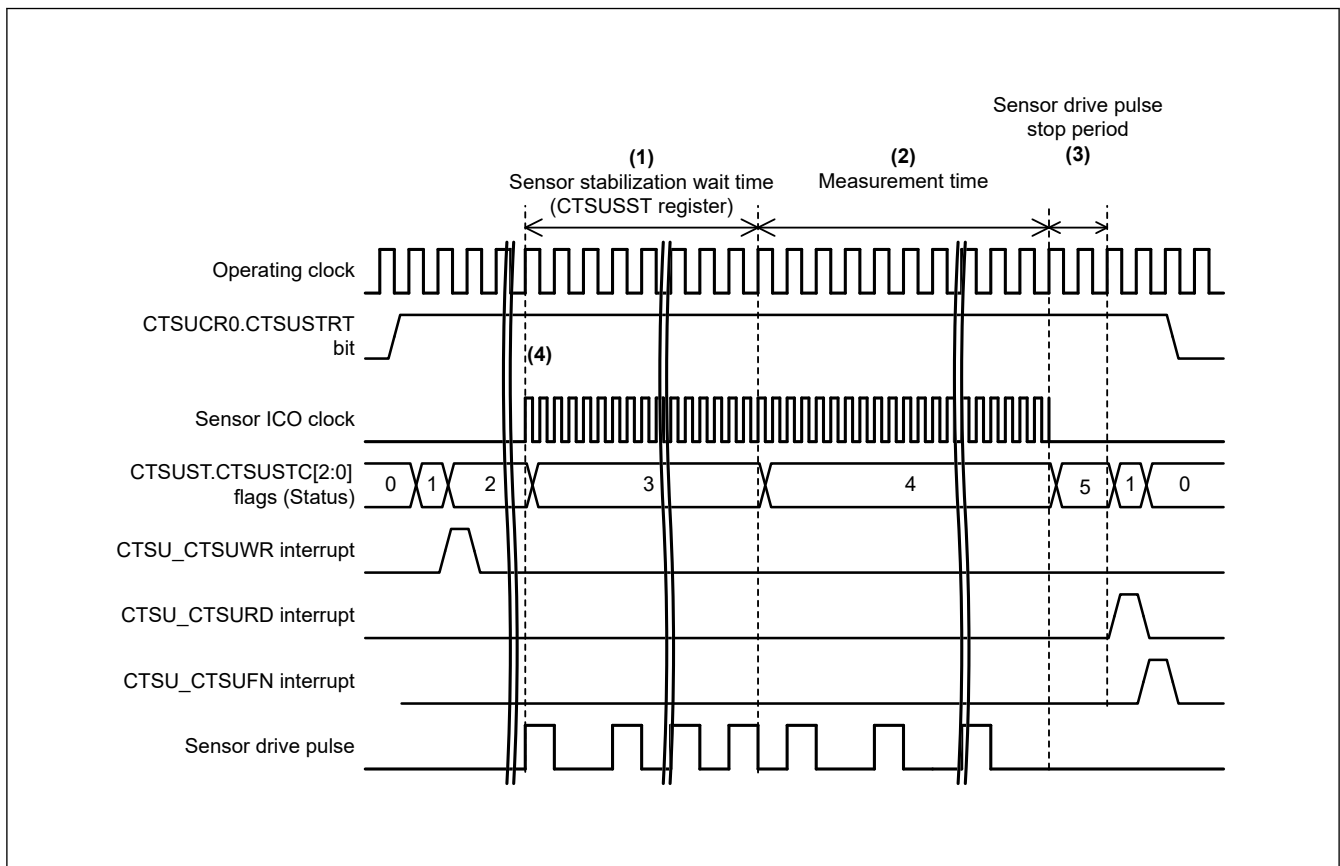 Sensor drive pulse
stop period
(3)
(1)
Sensor stabilization wait time
(CTSUSST register)
(2)
Measurement time
Operating clock
CTSUCR0.CTSUSTRT
bit
(4)
Sensor ICO clock
CTSUST.CTSUSTC[2:0]
flags (Status)
0 1 2 3 4 5 1 0
CTSU_CTSUWR interrupt
CTSU_CTSURD interrupt
CTSU_CTSUFN interrupt
Sensor drive pulse